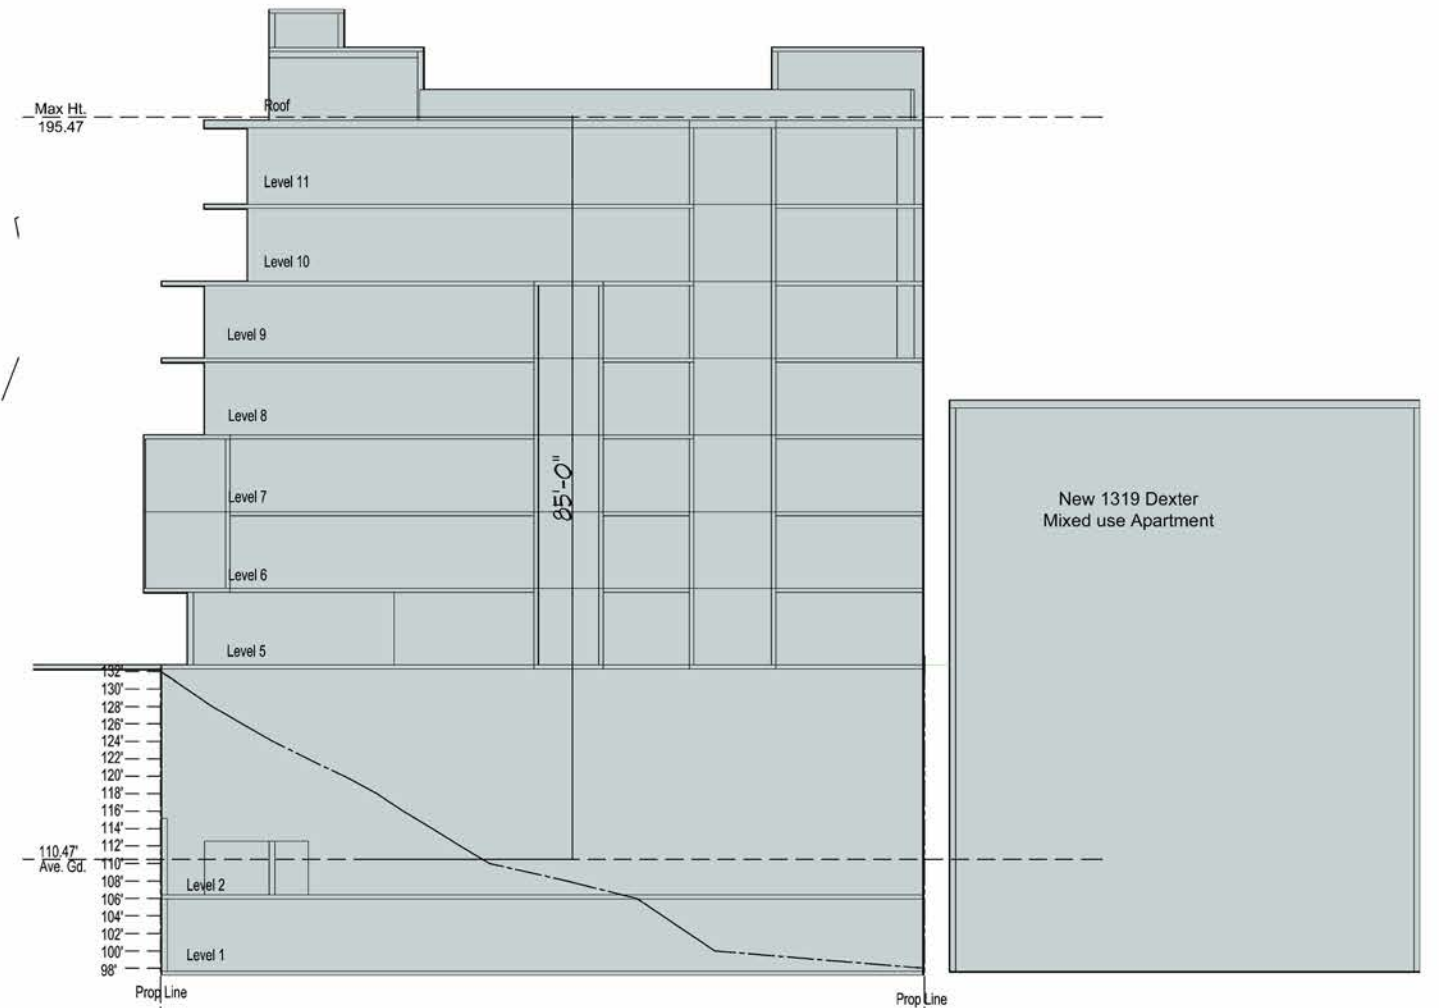 Roof
Max Ht.
195.47
Level 11
Level 10
Level 9
Level 8
Level 7
85'-0"
New 1319 Dexter
Mixed use Apartment
Level 6
Level 5
132'
130'
128'
126'
124'
122'
120'
118'
116'
114'
112'
110.47'
Ave. Gd.
110'
108'
Level 2
106'
104'
102'
100'
Level 1
98'
Prop Line
Prop Line